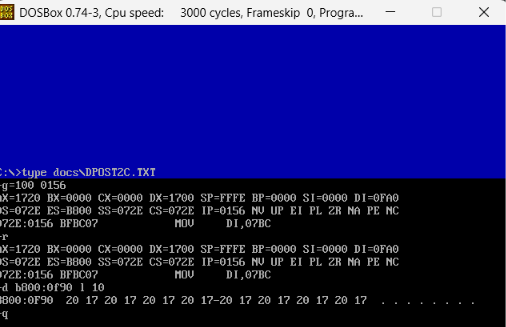 DOS
BOX
DOSBox 0.74-3, Cpu speed: 3000 cycles, Frameskip 0, Progra...
C:\>type docs\DPOST2C.TXT
-g=100 0156
AX=1720 BX=0000 CX=0000 DX=1700 SP=FFFE BP=0000 SI=0000 DI=0FA0
DS=072E ES=B800 SS=072E CS=072E IP=0156 NV UP EI PL ZR NA PE NC
072E:0156 BFBC07 MOV DI,07BC
-r
AX=1720 BX=0000 CX=0000 DX=1700 SP=FFFE BP=0000 SI=0000 DI=0FA0
DS=072E ES=B800 SS=072E CS=072E IP=0156 NV UP EI PL ZR NA PE NC
072E:0156 BFBC07 MOV DI,07BC
-d b800:0f90 l 10
B800:0F90 20 17 20 17 20 17 20 17-20 17 20 17 20 17 20 17 . . . . . . . .
-q